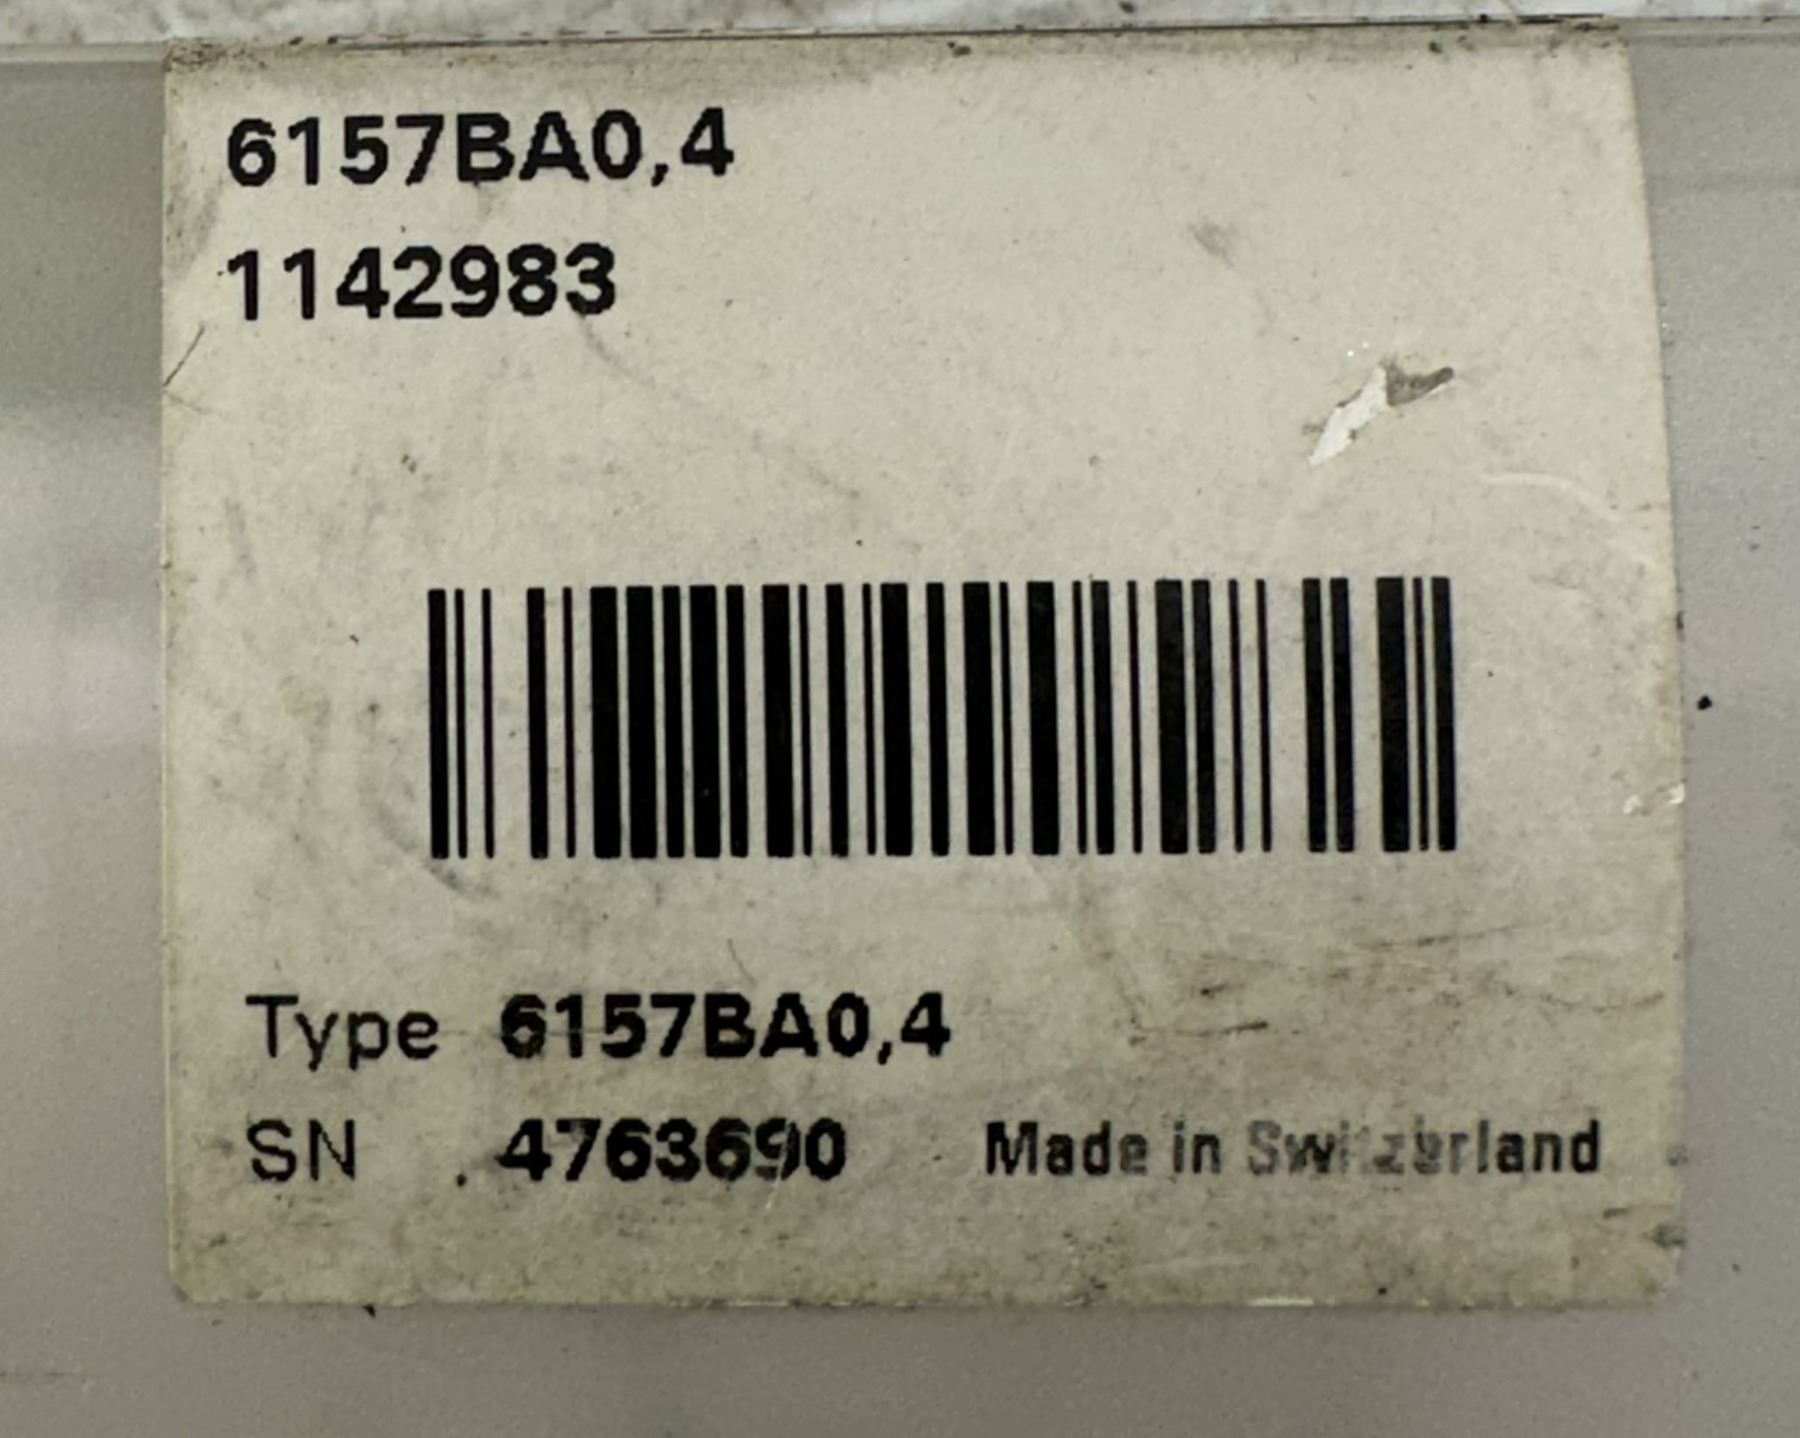 6157BA0,4
1142983
Type 6157BA0,4
SN 4763690 Made in Switzerland